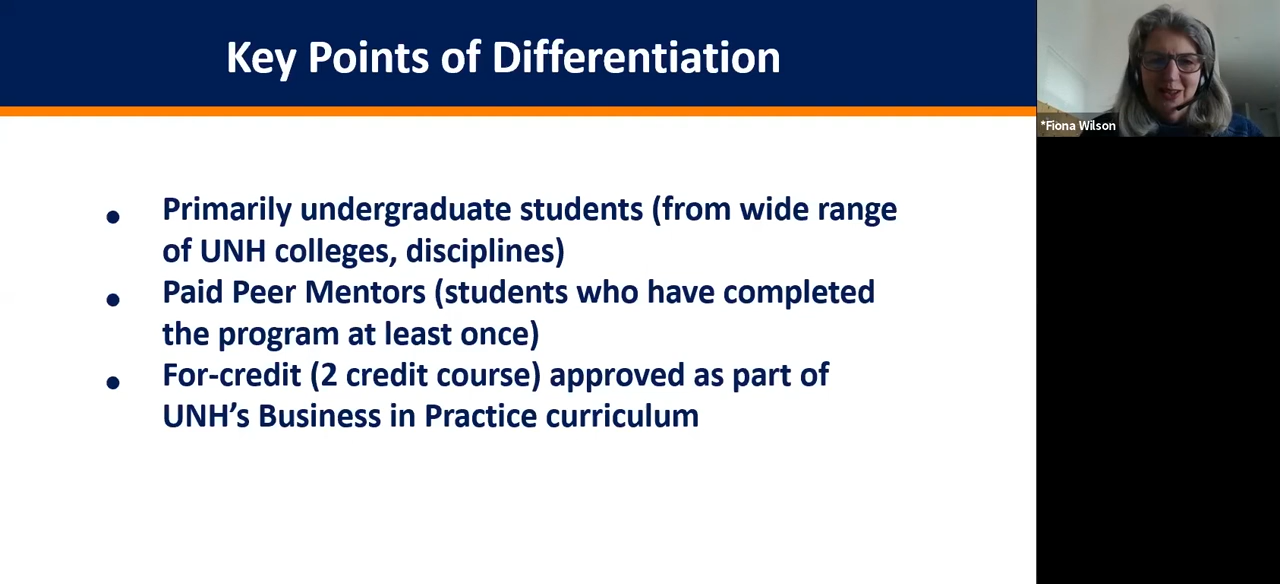 Key Points of Differentiation
*Fiona Wilson
• Primarily undergraduate students (from wide range
of UNH colleges, disciplines)
• Paid Peer Mentors (students who have completed
the program at least once)
• For-credit (2 credit course) approved as part of
UNH’s Business in Practice curriculum